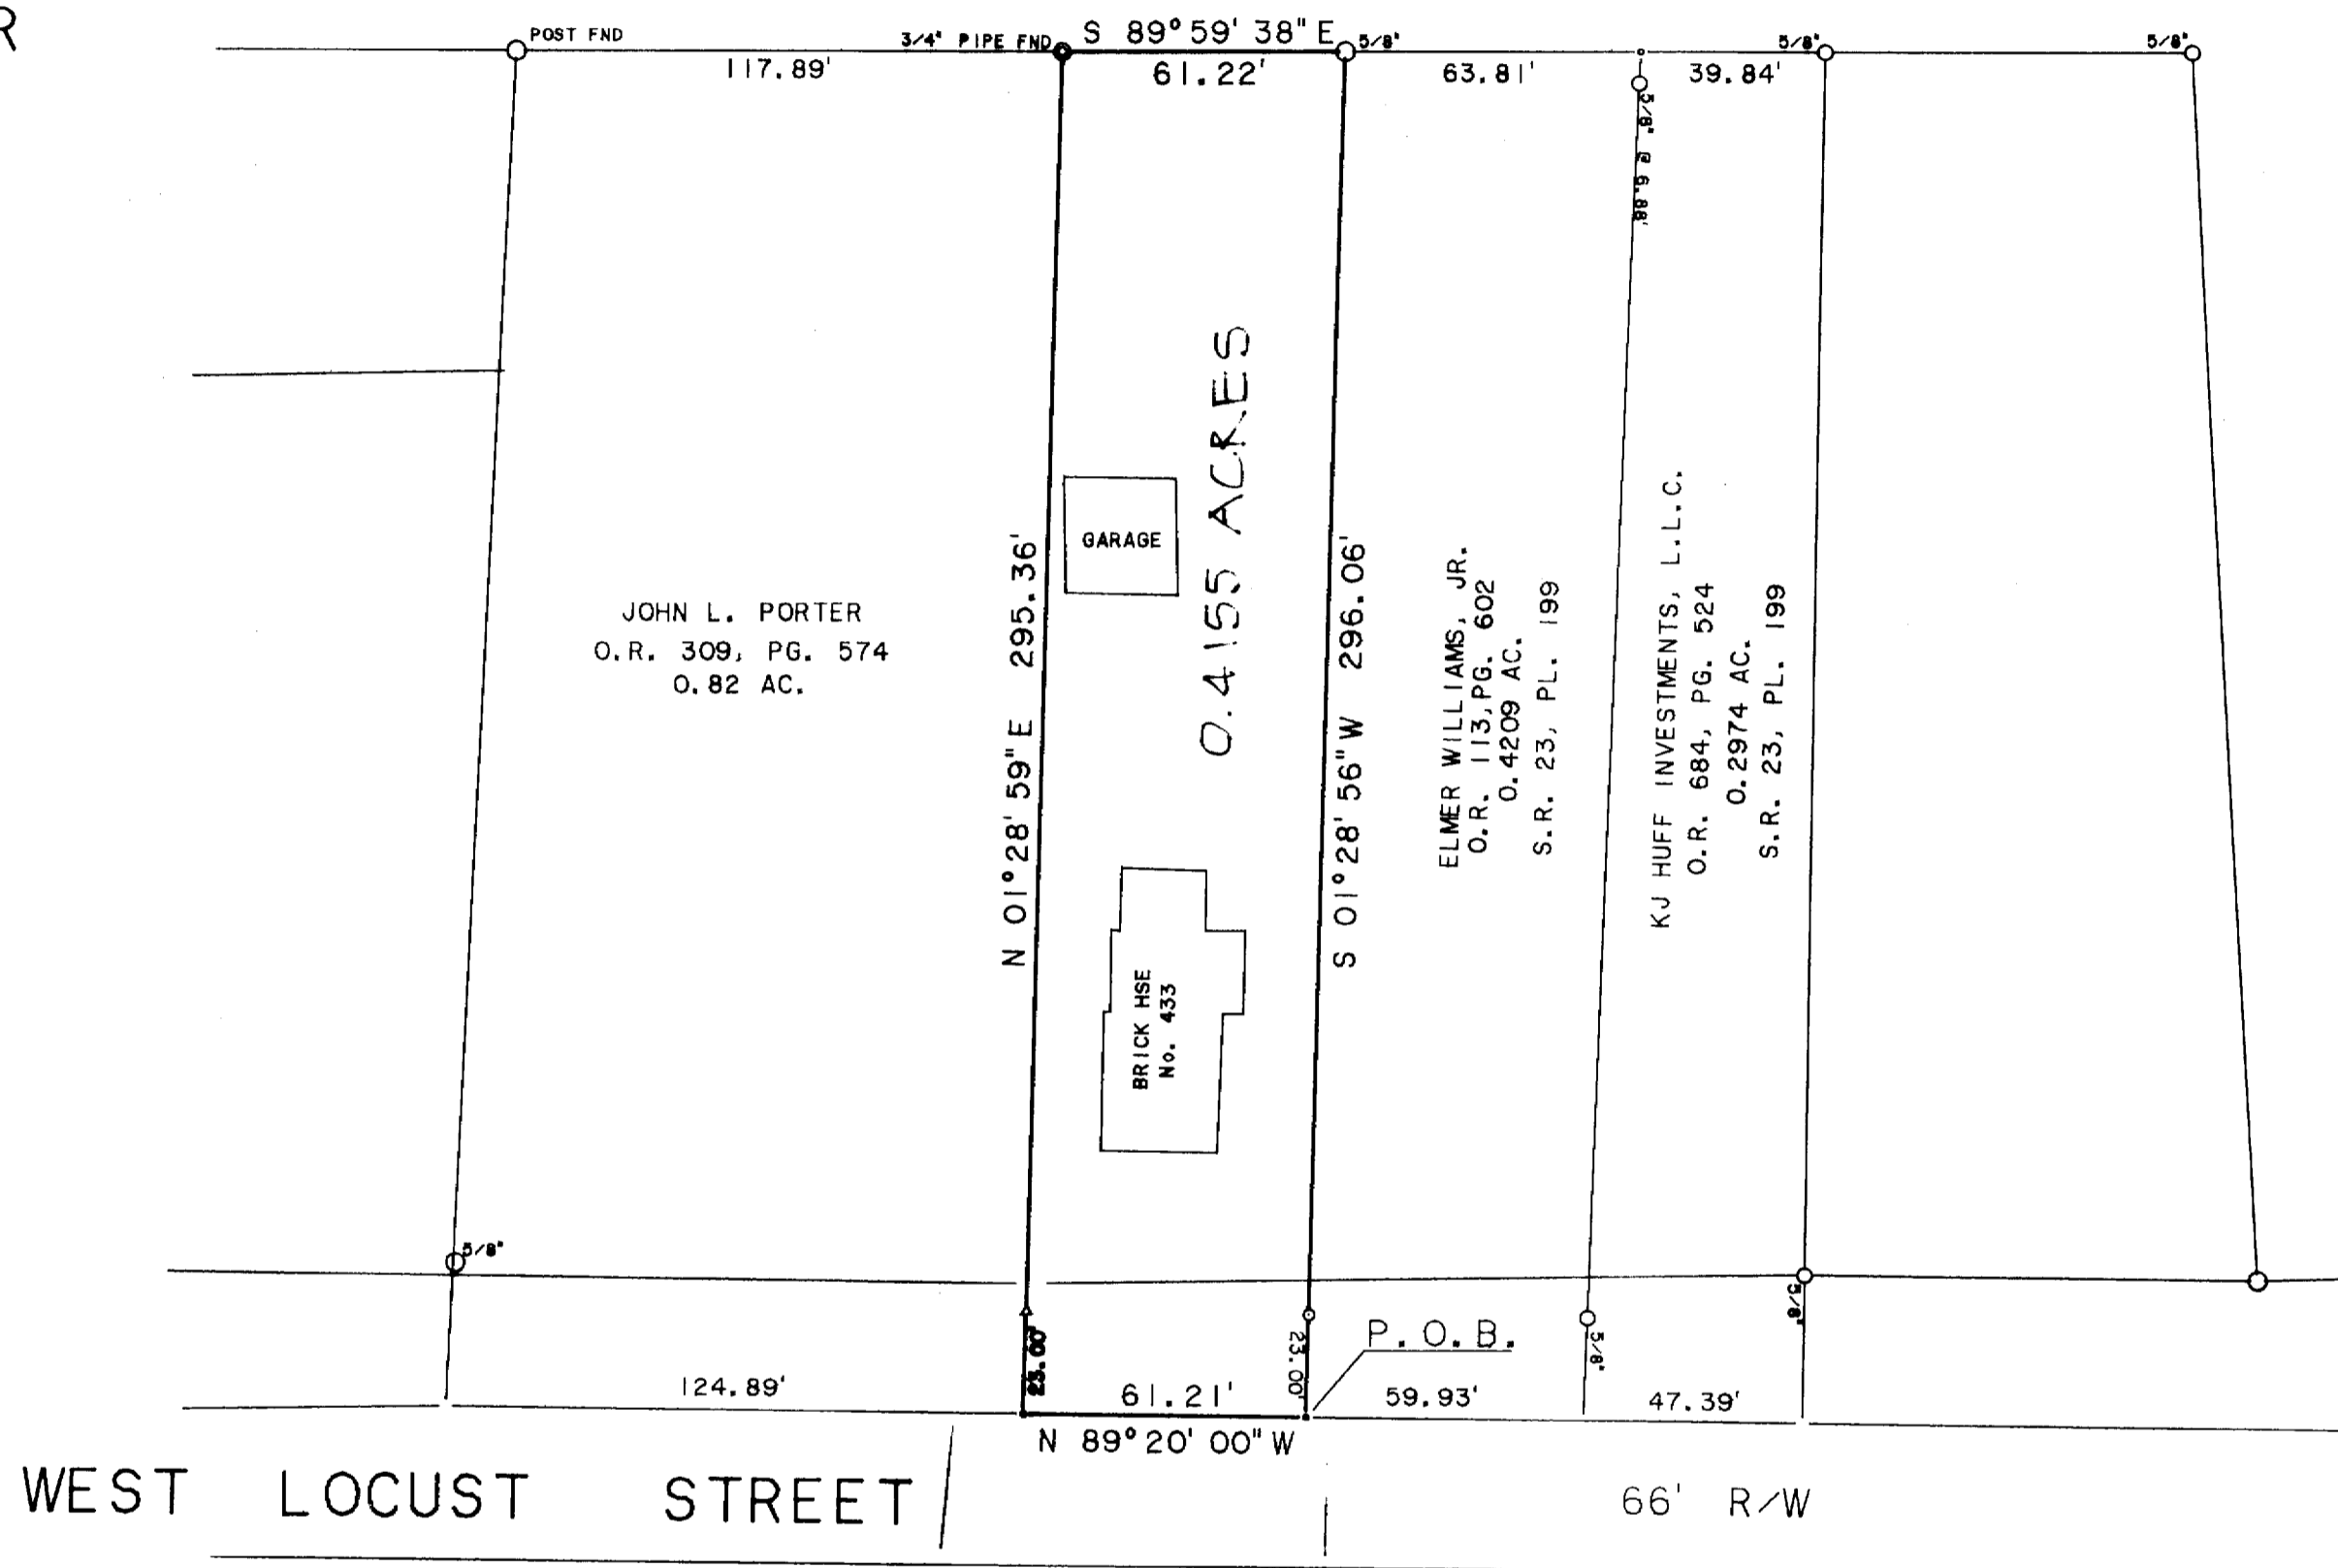 R
POST FND
3/4" PIPE FND
S 89°59'38" E
5/8"
5/8"
5/8"
117.89'
61.22'
63.81'
39.84'
5/8" @ 6.88'
JOHN L. PORTER
O.R. 309, PG. 574
0.82 AC.
N 01°28'59" E 295.36'
GARAGE
0.4155 ACRES
BRICK HSE
No. 433
S 01°28'56" W 296.06'
ELMER WILLIAMS, JR.
O.R. 113, PG. 602
0.4209 AC.
S.R. 23, PL. 199
KJ HUFF INVESTMENTS, L.L.C.
O.R. 684, PG. 524
0.2974 AC.
S.R. 23, PL. 199
5/8"
23.00'
23.00'
P.O.B.
5/8"
5/8"
124.89'
61.21'
59.93'
47.39'
N 89°20'00" W
WEST LOCUST STREET
66' R/W